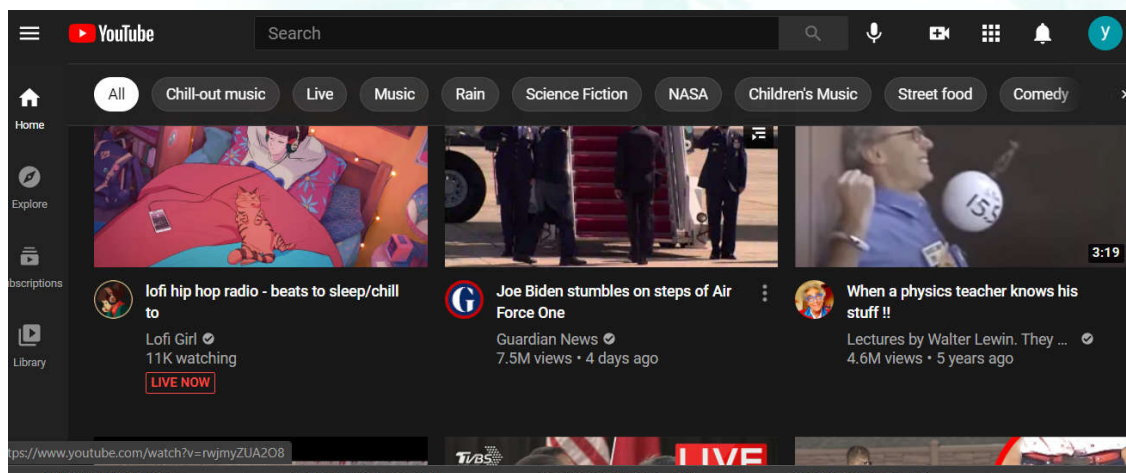 YouTube
Search
y
All
Chill-out music
Live
Music
Rain
Science Fiction
NASA
Children's Music
Street food
Comedy
Home
Explore
bscriptions
Library
15.5
3:19
lofi hip hop radio - beats to sleep/chill
to
Lofi Girl
11K watching
LIVE NOW
G
Joe Biden stumbles on steps of Air
Force One
Guardian News
7.5M views • 4 days ago
When a physics teacher knows his
stuff !!
Lectures by Walter Lewin. They ...
4.6M views • 5 years ago
tps://www.youtube.com/watch?v=rwjmyZUA2O8
TVBS
LIVE